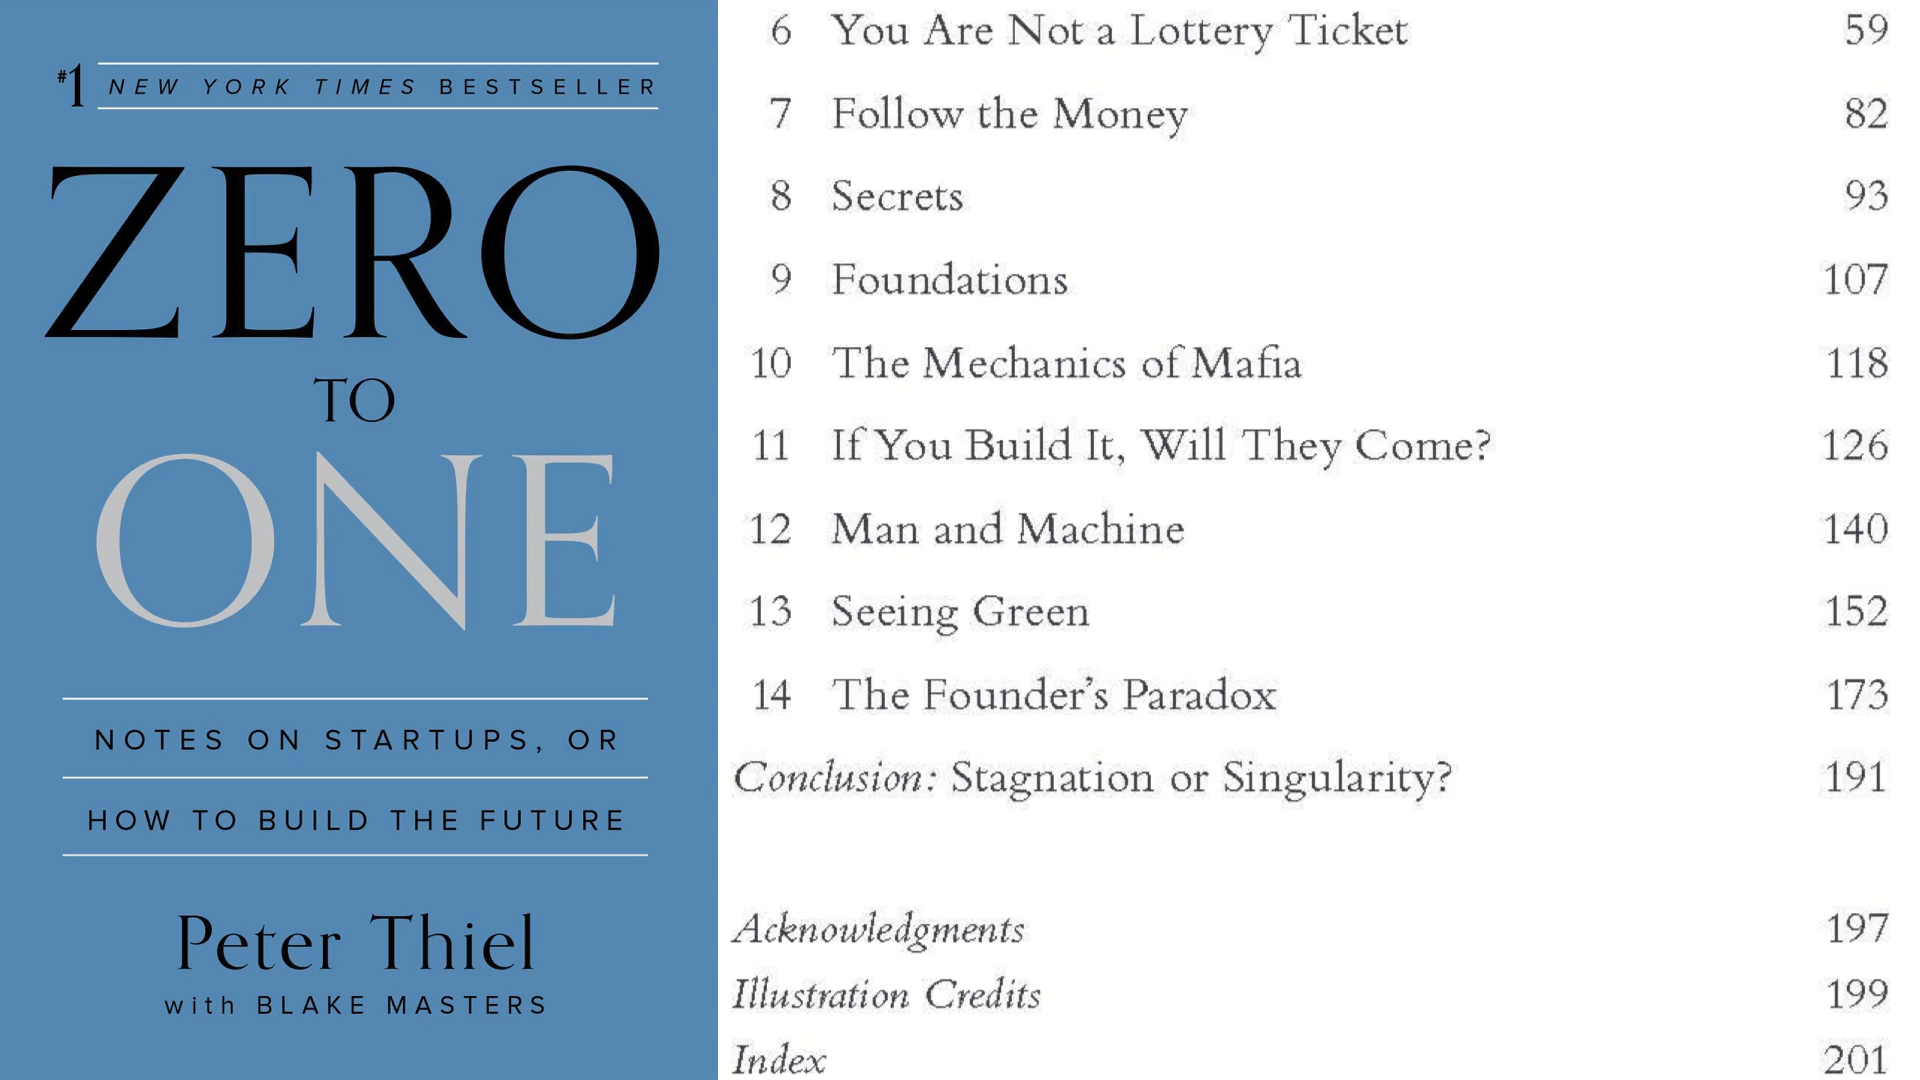 #1 NEW YORK TIMES BESTSELLER
ZERO
TO
ONE
NOTES ON STARTUPS, OR
HOW TO BUILD THE FUTURE
Peter Thiel
with BLAKE MASTERS
6 You Are Not a Lottery Ticket 59
7 Follow the Money 82
8 Secrets 93
9 Foundations 107
10 The Mechanics of Mafia 118
11 If You Build It, Will They Come? 126
12 Man and Machine 140
13 Seeing Green 152
14 The Founder’s Paradox 173
Conclusion: Stagnation or Singularity? 191
Acknowledgments 197
Illustration Credits 199
Index 201